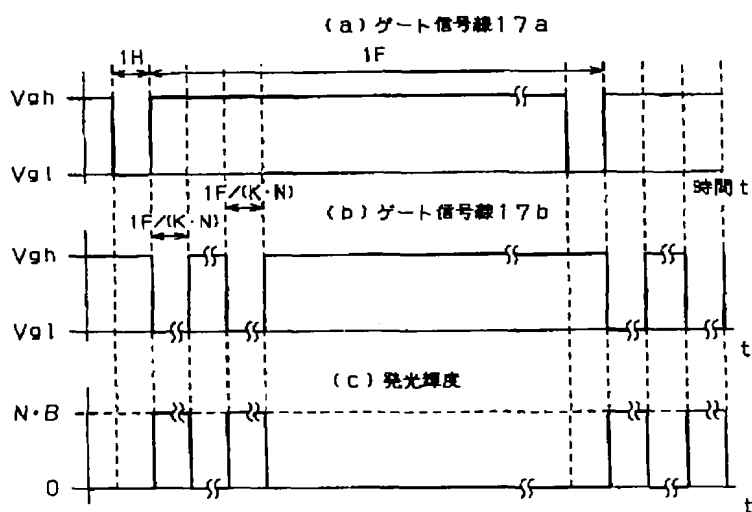 (a)ゲート信号線17a
1H
1F
Vgh
Vgl
時間t
1F/(K・N)
1F/(K・N)
(b)ゲート信号線17b
Vgh
Vgl
t
(c)発光輝度
N・B
0
t